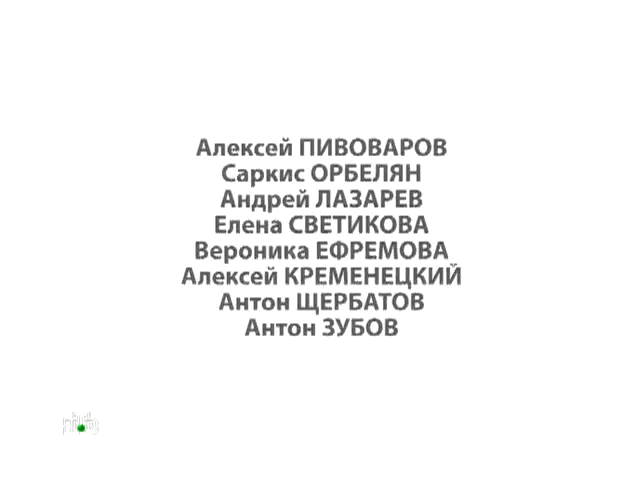 Алексей ПИВОВАРОВ
Саркис ОРБЕЛЯН
Андрей ЛАЗАРЕВ
Елена СВЕТИКОВА
Вероника ЕФРЕМОВА
Алексей КРЕМЕНЕЦКИЙ
Антон ЩЕРБАТОВ
Антон ЗУБОВ